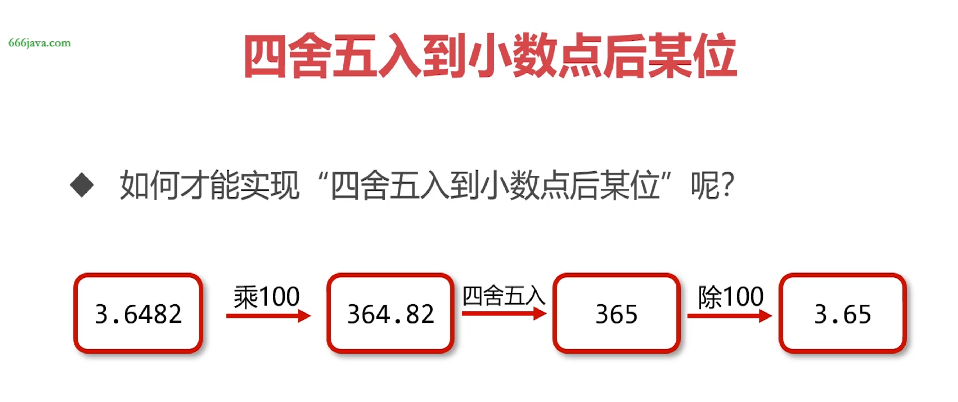 666java.com
四舍五入到小数点后某位
◆ 如何才能实现“四舍五入到小数点后某位”呢?
3.6482 乘100 364.82 四舍五入 365 除100 3.65